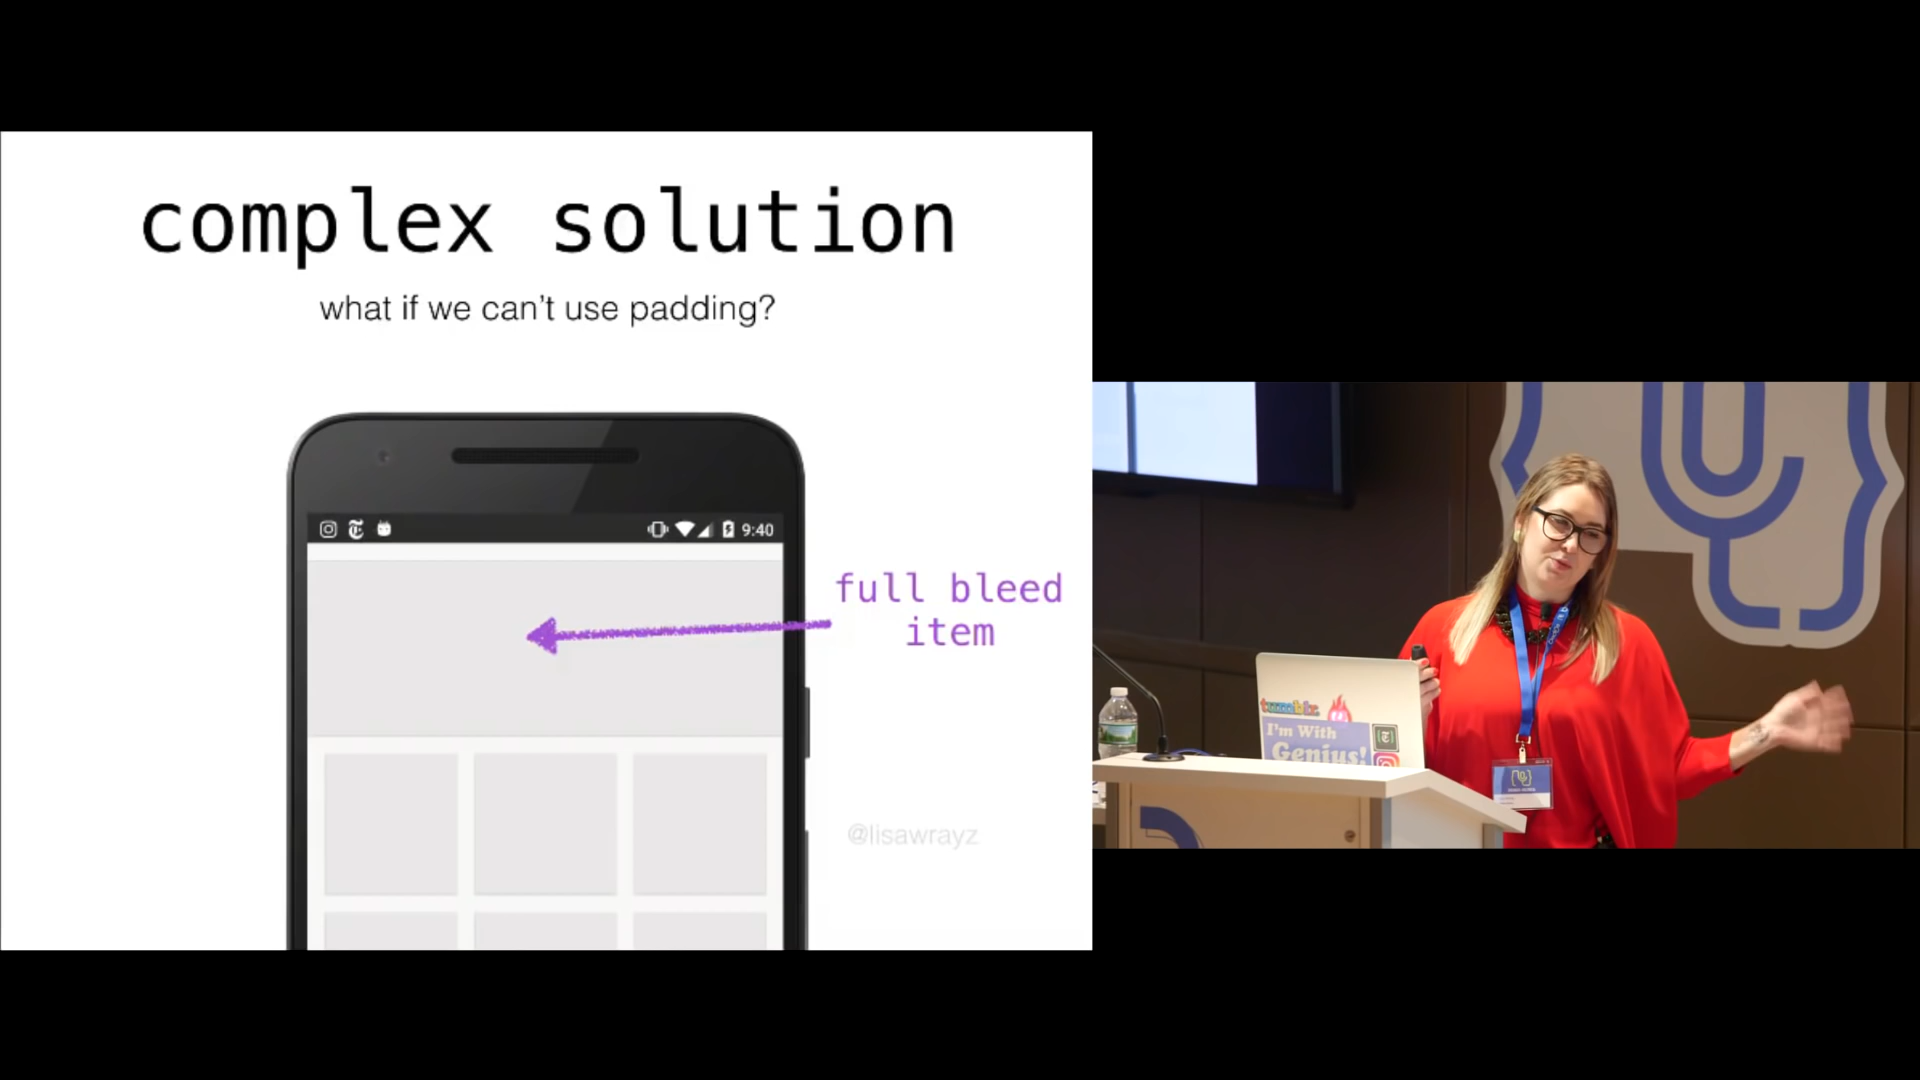 complex solution
what if we can't use padding?
9:40
full bleed
item
@lisawrayz
tumblr.
I'm With
Genius!